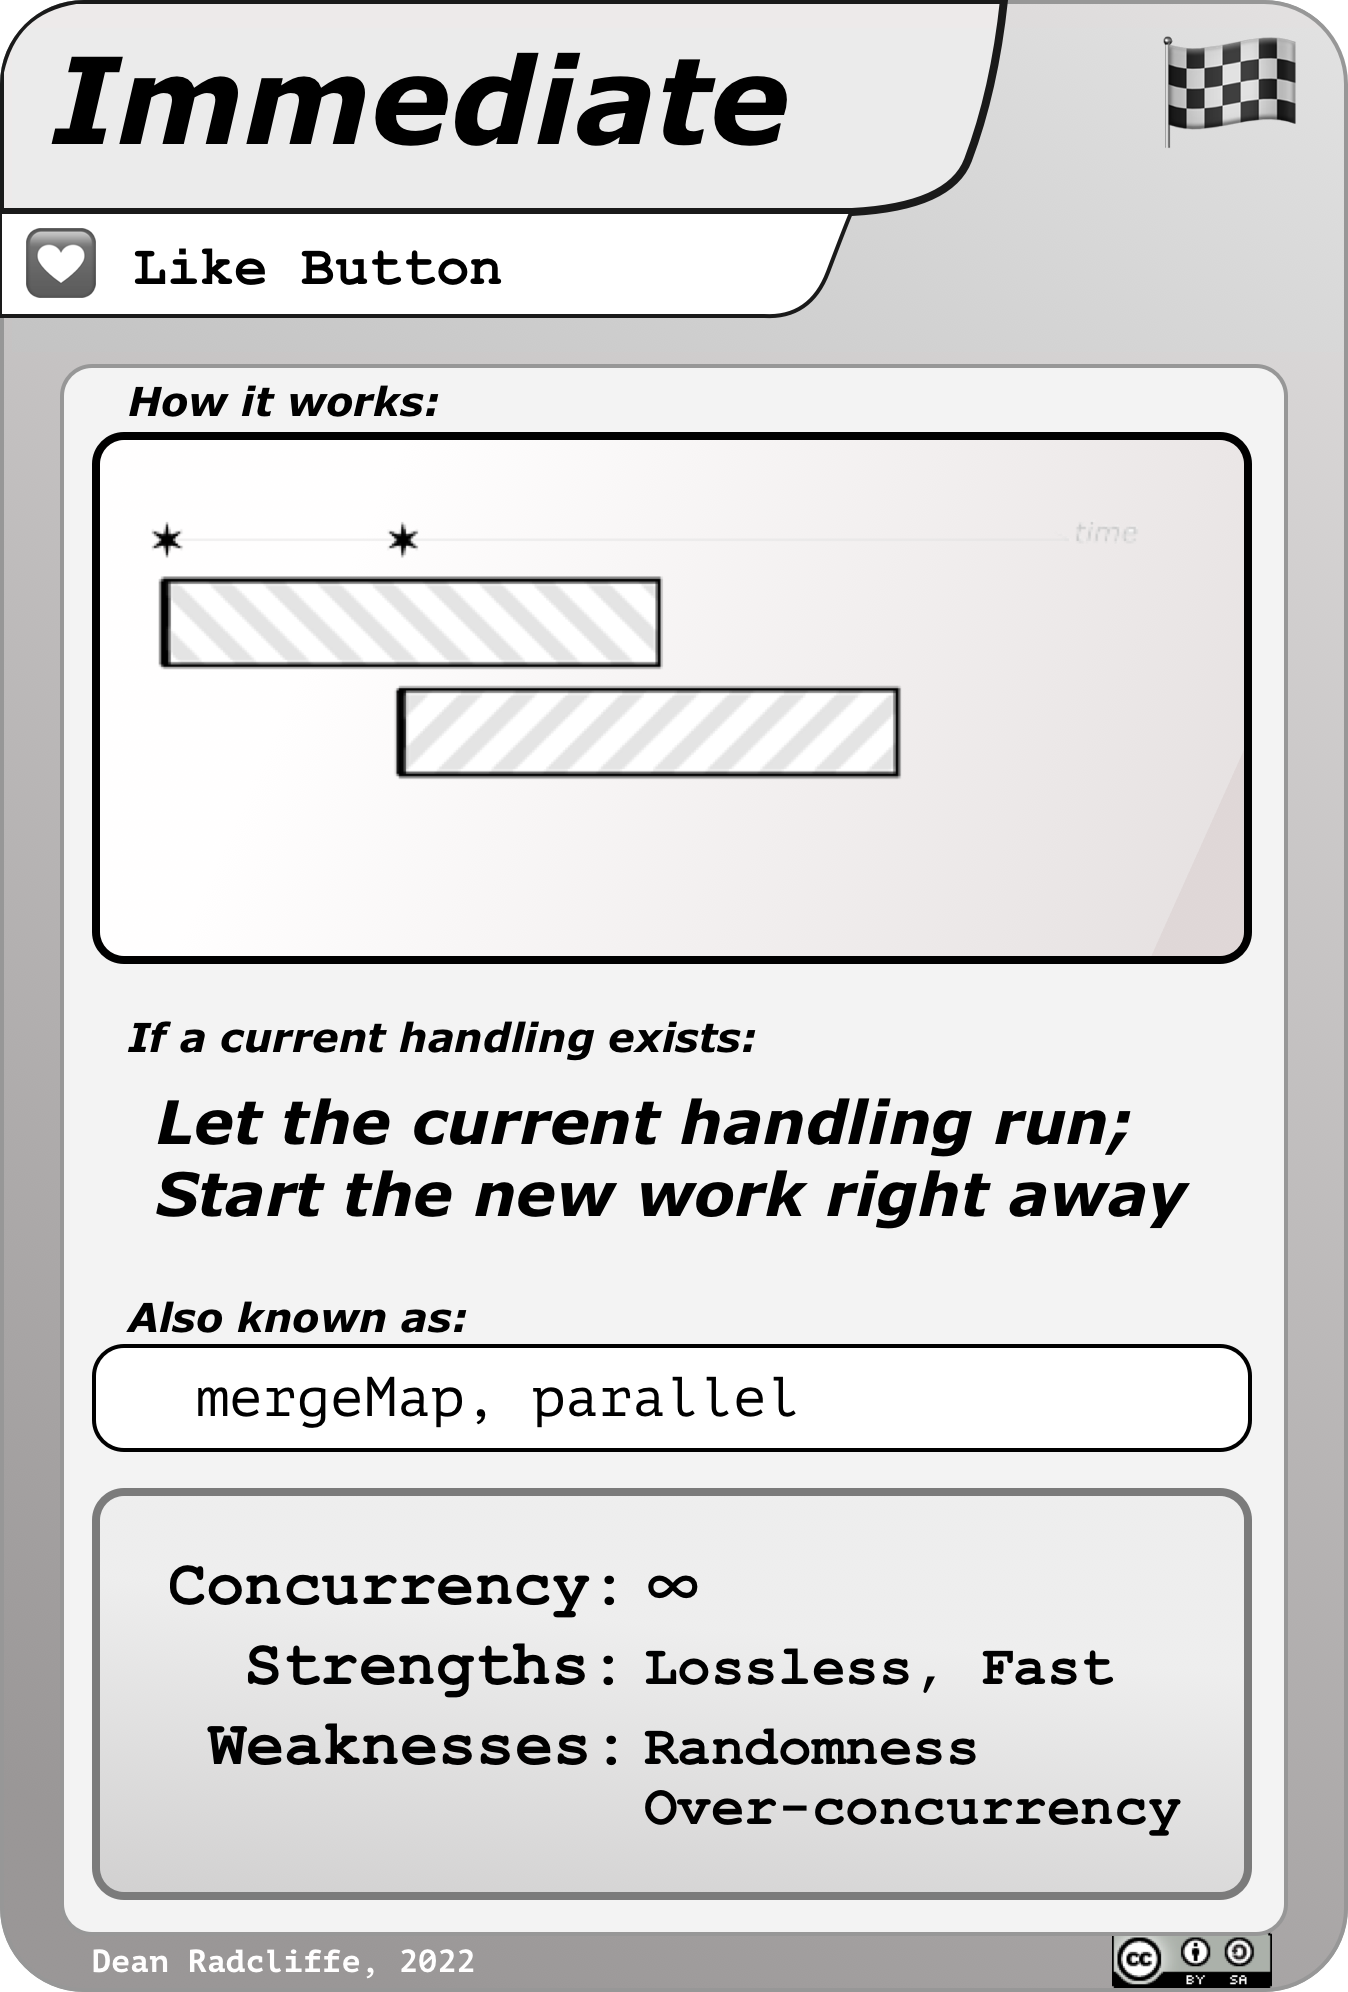 Immediate
Like Button
How it works:
time
If a current handling exists:
Let the current handling run;
Start the new work right away
Also known as:
mergeMap, parallel
Concurrency: ∞
Strengths: Lossless, Fast
Weaknesses: Randomness
Over-concurrency
Dean Radcliffe, 2022
cc BY SA